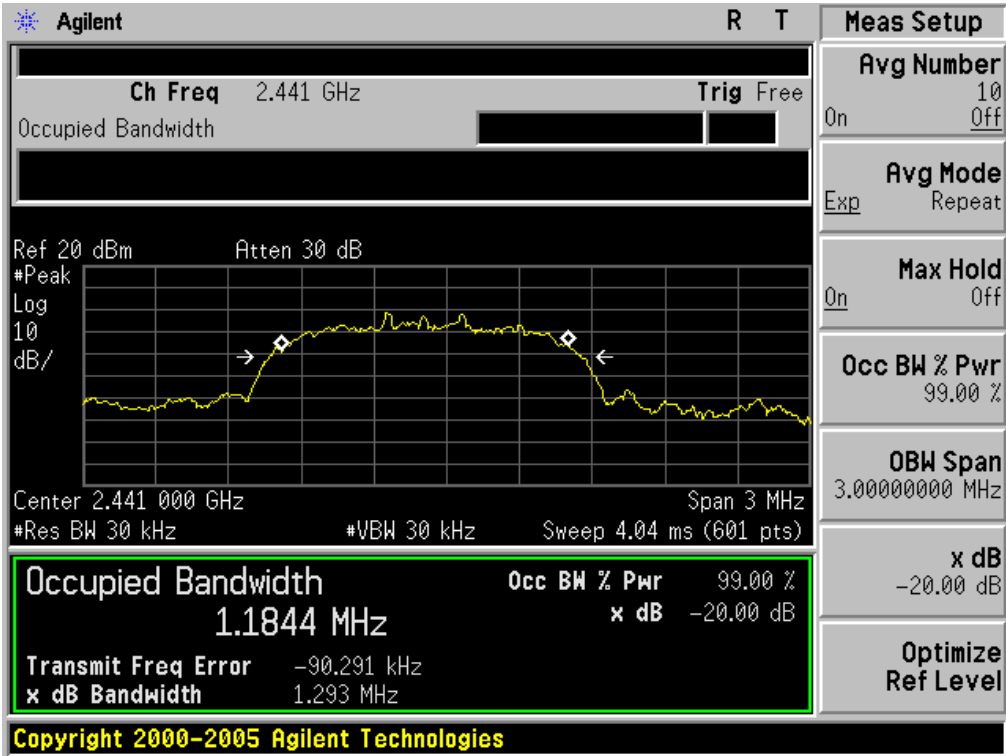 Agilent R T
Ch Freq 2.441 GHz Trig Free
Occupied Bandwidth
Ref 20 dBm Atten 30 dB
#Peak
Log
10
dB/
Center 2.441 000 GHz Span 3 MHz
#Res BW 30 kHz #VBW 30 kHz Sweep 4.04 ms (601 pts)
Occupied Bandwidth Occ BW % Pwr 99.00 %
1.1844 MHz x dB -20.00 dB
Transmit Freq Error -90.291 kHz
x dB Bandwidth 1.293 MHz
Copyright 2000-2005 Agilent Technologies
Meas Setup
Avg Number
10
On Off
Avg Mode
Exp Repeat
Max Hold
On Off
Occ BW % Pwr
99.00 %
OBW Span
3.00000000 MHz
x dB
-20.00 dB
Optimize
Ref Level